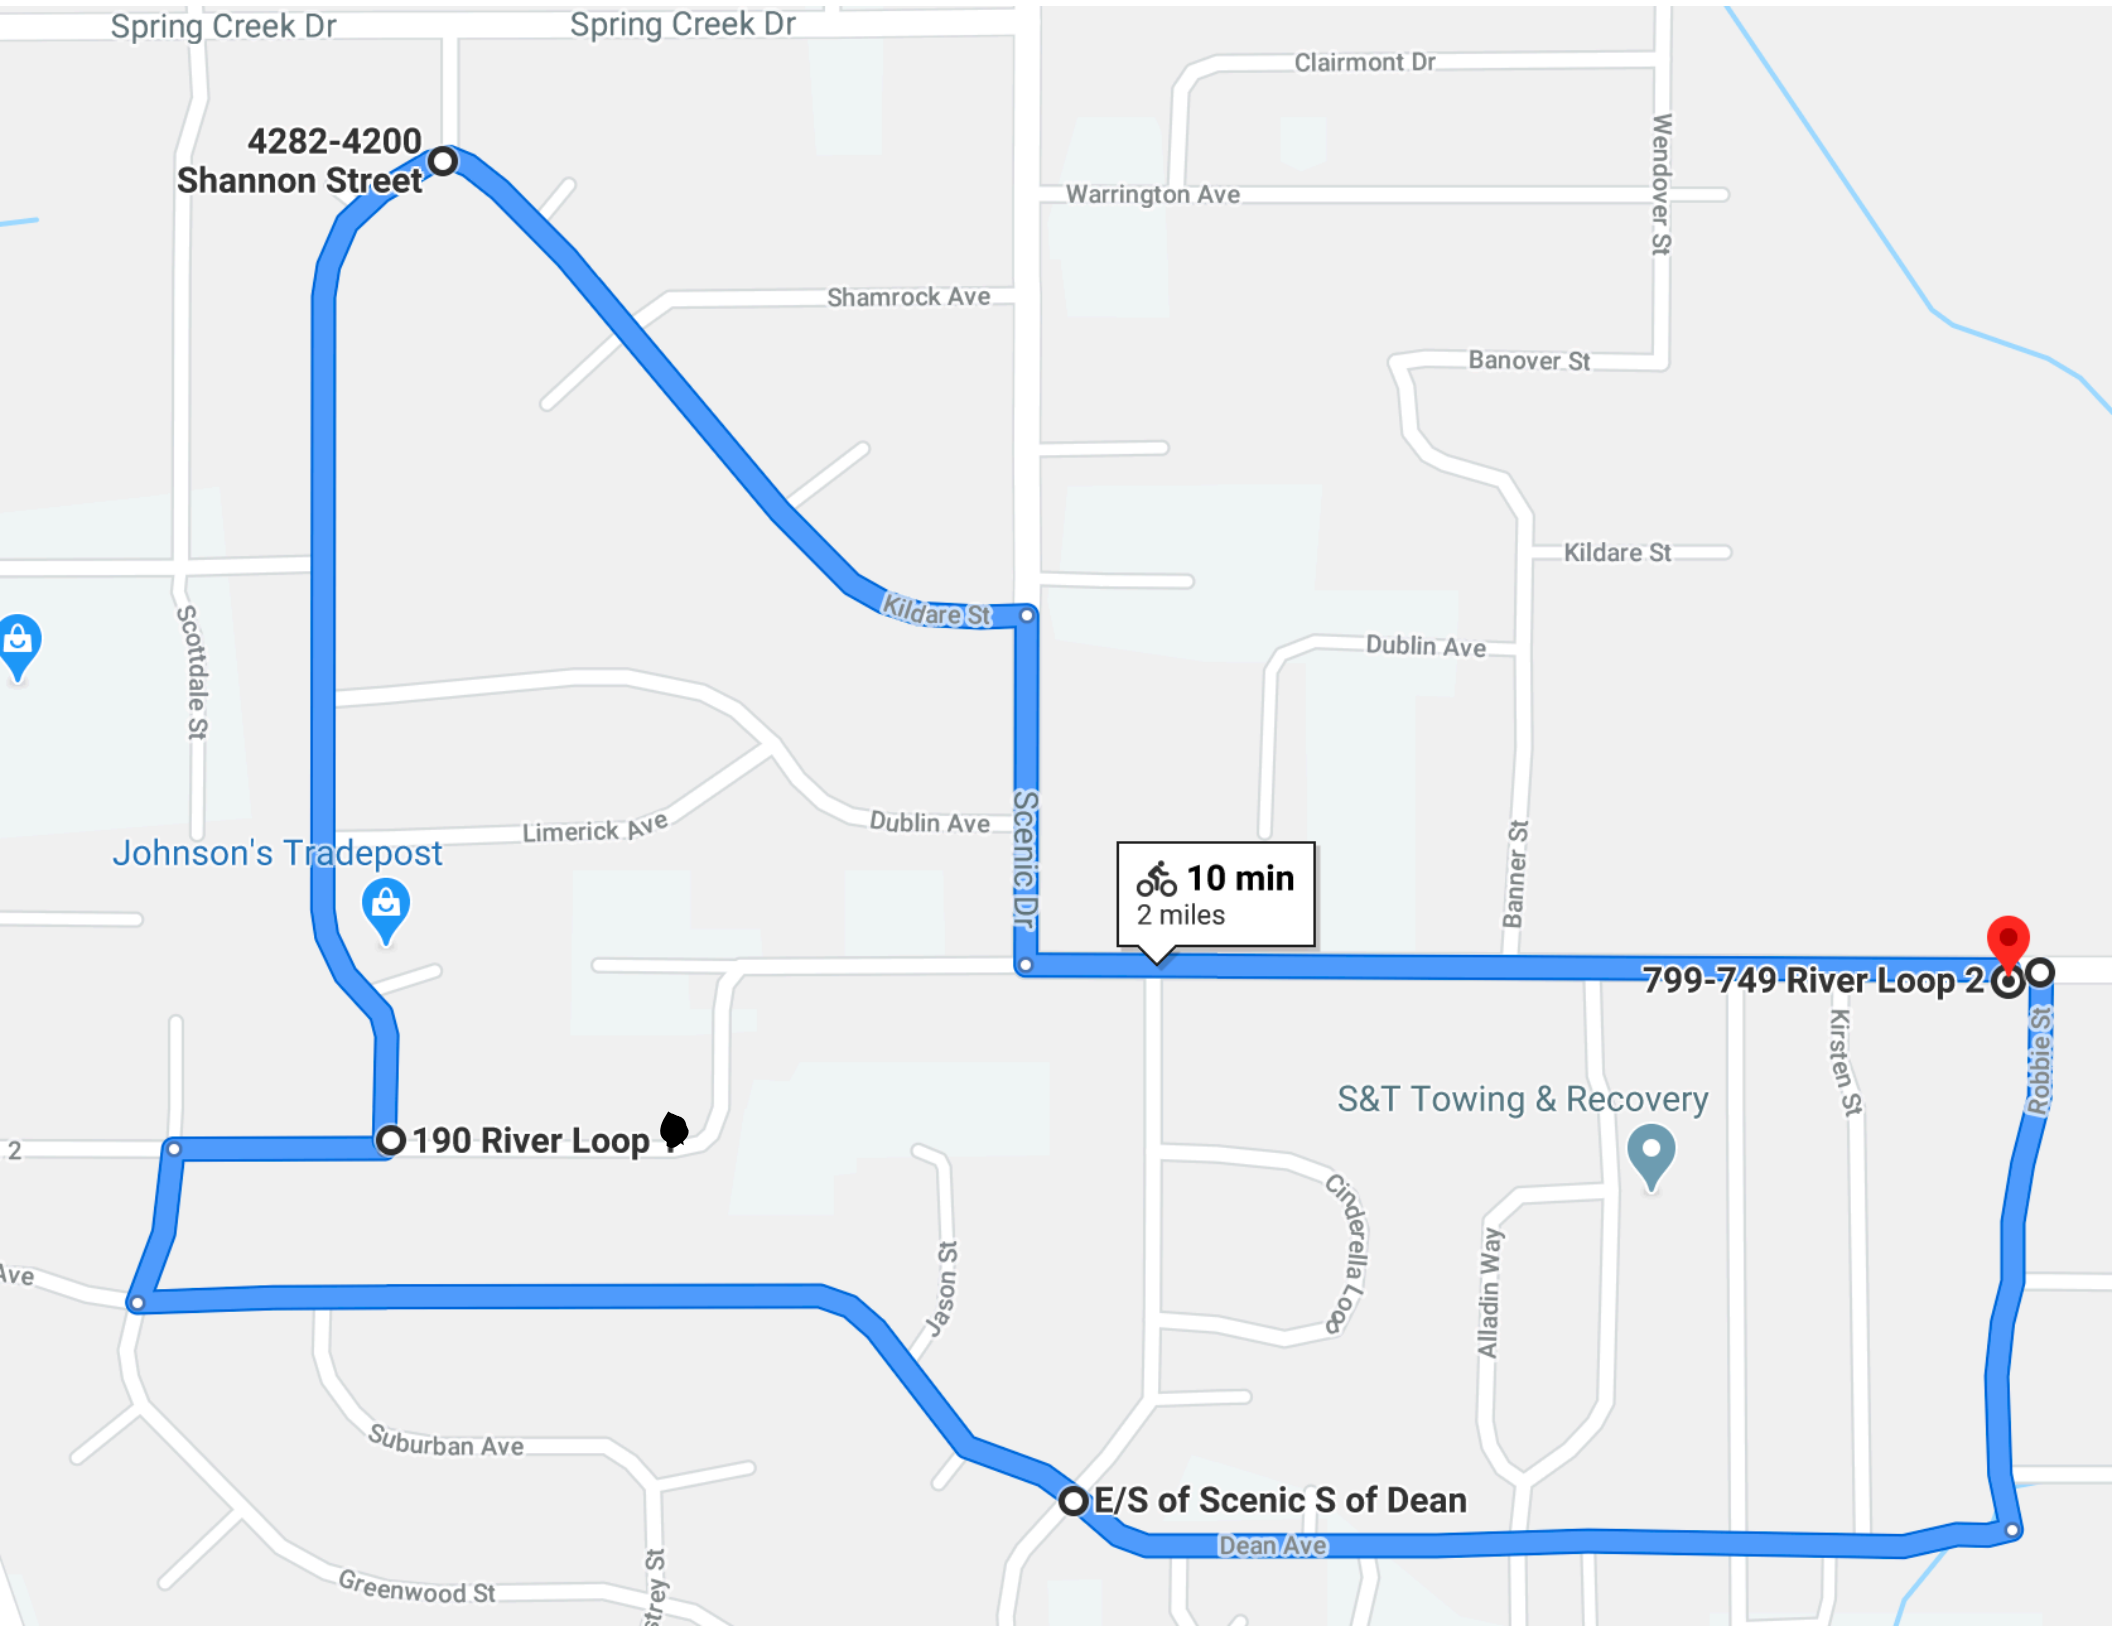 Spring Creek Dr
Spring Creek Dr
Clairmont Dr
4282-4200
Shannon Street
Wendover St
Warrington Ave
Shamrock Ave
Banover St
Kildare St
Scottdale St
Kildare St
Dublin Ave
Limerick Ave
Dublin Ave
Scenic Dr
Johnson's Tradepost
10 min
2 miles
Banner St
799-749 River Loop 2
Robbie St
Kirsten St
S&T Towing & Recovery
2
190 River Loop
Cinderella Loop
Jason St
Alladin Way
Ave
Suburban Ave
E/S of Scenic S of Dean
Dean Ave
Greenwood St
strey St